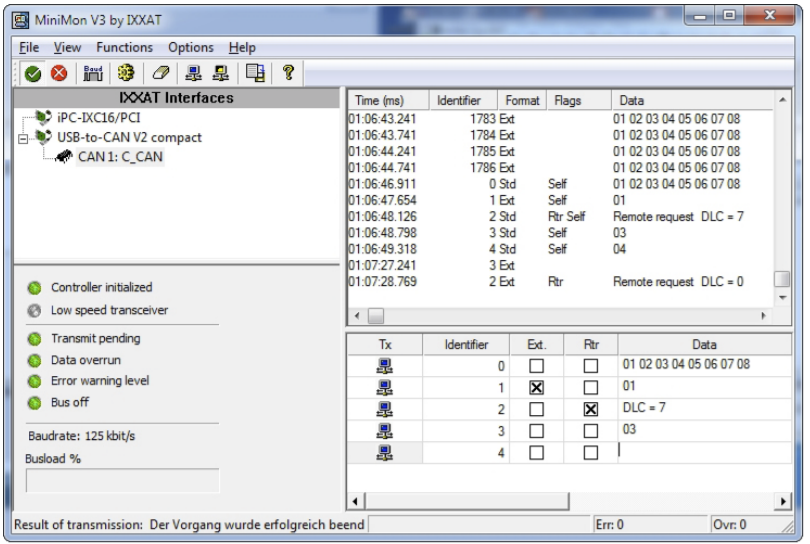 MiniMon V3 by IXXAT
File View Functions Options Help
Baud
IXXAT Interfaces
iPC-IXC16/PCI
USB-to-CAN V2 compact
CAN 1: C_CAN
Controller initialized
Low speed transceiver
Transmit pending
Data overrun
Error warning level
Bus off
Baudrate: 125 kbit/s
Busload %
Time (ms) Identifier Format Flags Data
01:06:43.241 1783 Ext 01 02 03 04 05 06 07 08
01:06:43.741 1784 Ext 01 02 03 04 05 06 07 08
01:06:44.241 1785 Ext 01 02 03 04 05 06 07 08
01:06:44.741 1786 Ext 01 02 03 04 05 06 07 08
01:06:46.911 0 Std Self 01 02 03 04 05 06 07 08
01:06:47.654 1 Ext Self 01
01:06:48.126 2 Std Rtr Self Remote request DLC = 7
01:06:48.798 3 Std Self 03
01:06:49.318 4 Std Self 04
01:07:27.241 3 Ext
01:07:28.769 2 Ext Rtr Remote request DLC = 0
Tx Identifier Ext. Rtr Data
0 01 02 03 04 05 06 07 08
1 01
2 DLC = 7
3 03
4
Result of transmission: Der Vorgang wurde erfolgreich beend
Err: 0 Ovr: 0